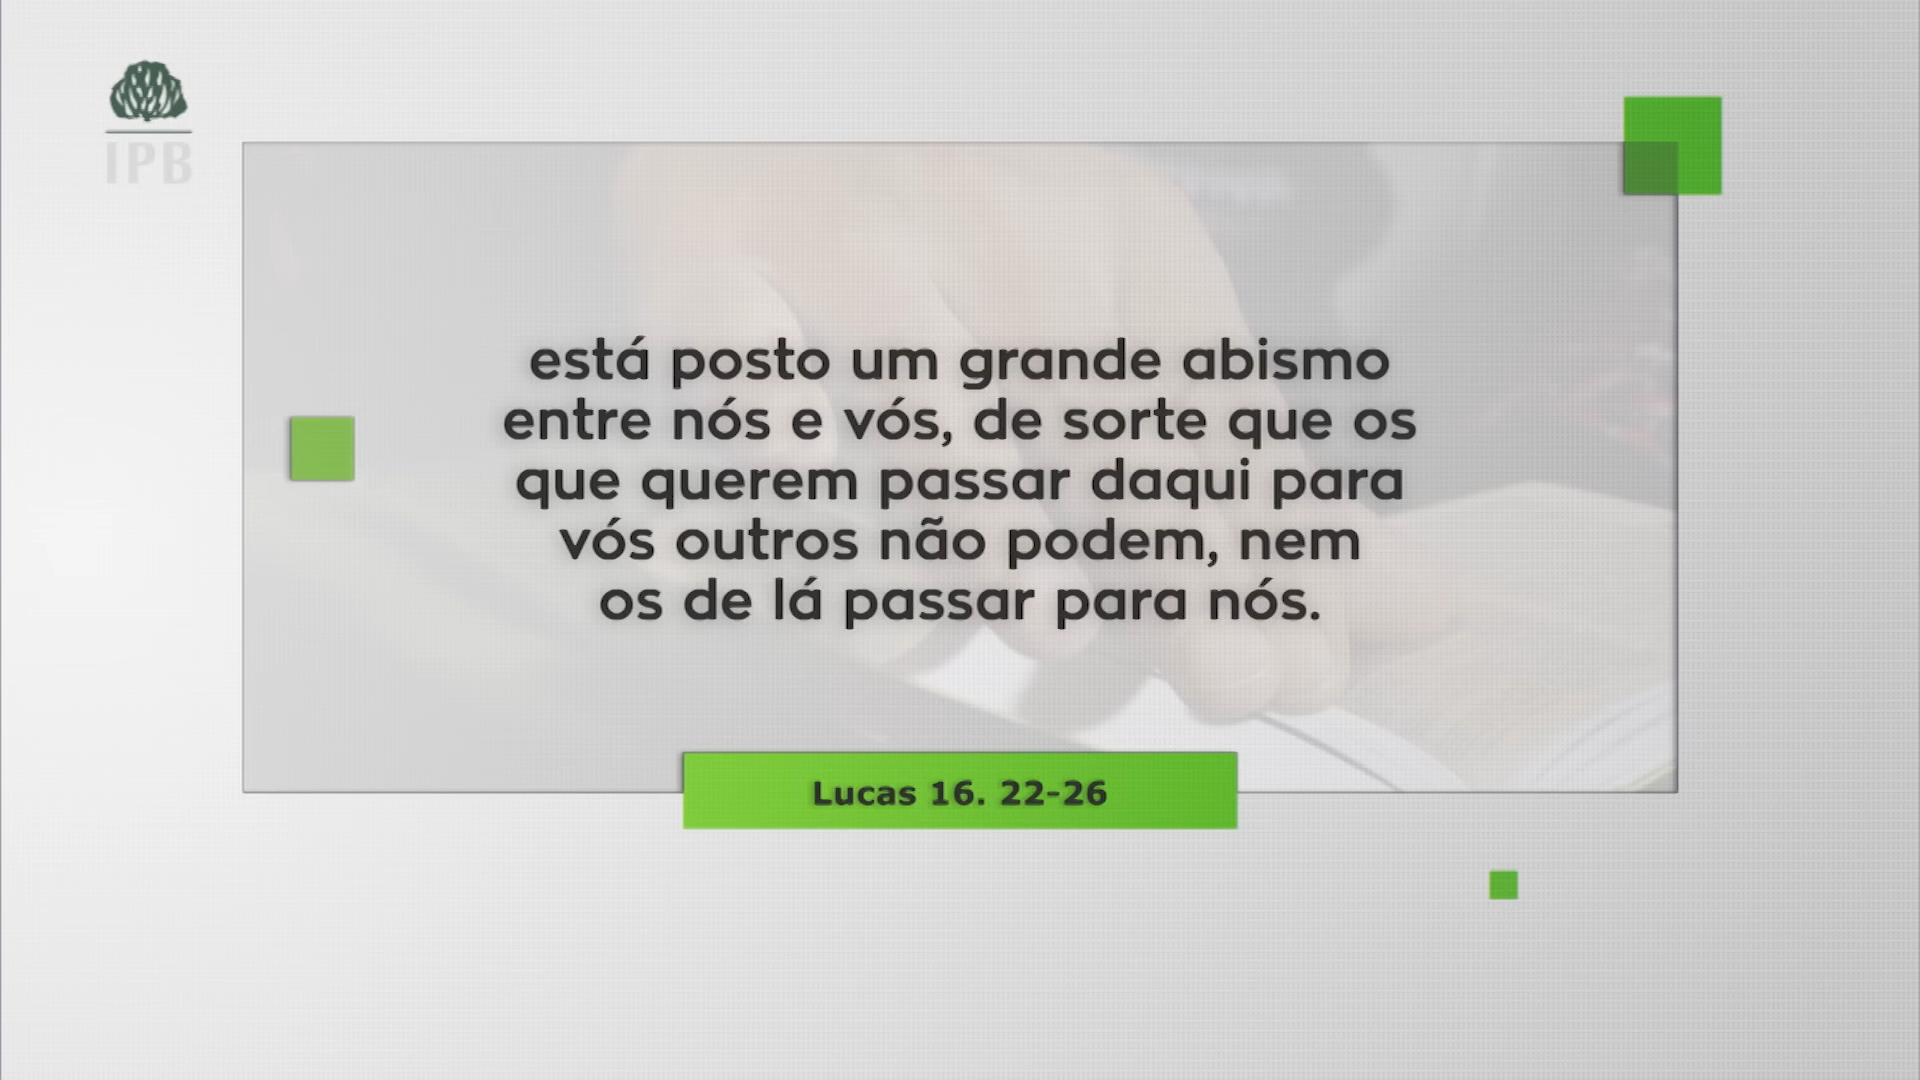 IPB
está posto um grande abismo
entre nós e vós, de sorte que os
que querem passar daqui para
vós outros não podem, nem
os de lá passar para nós.
Lucas 16. 22-26